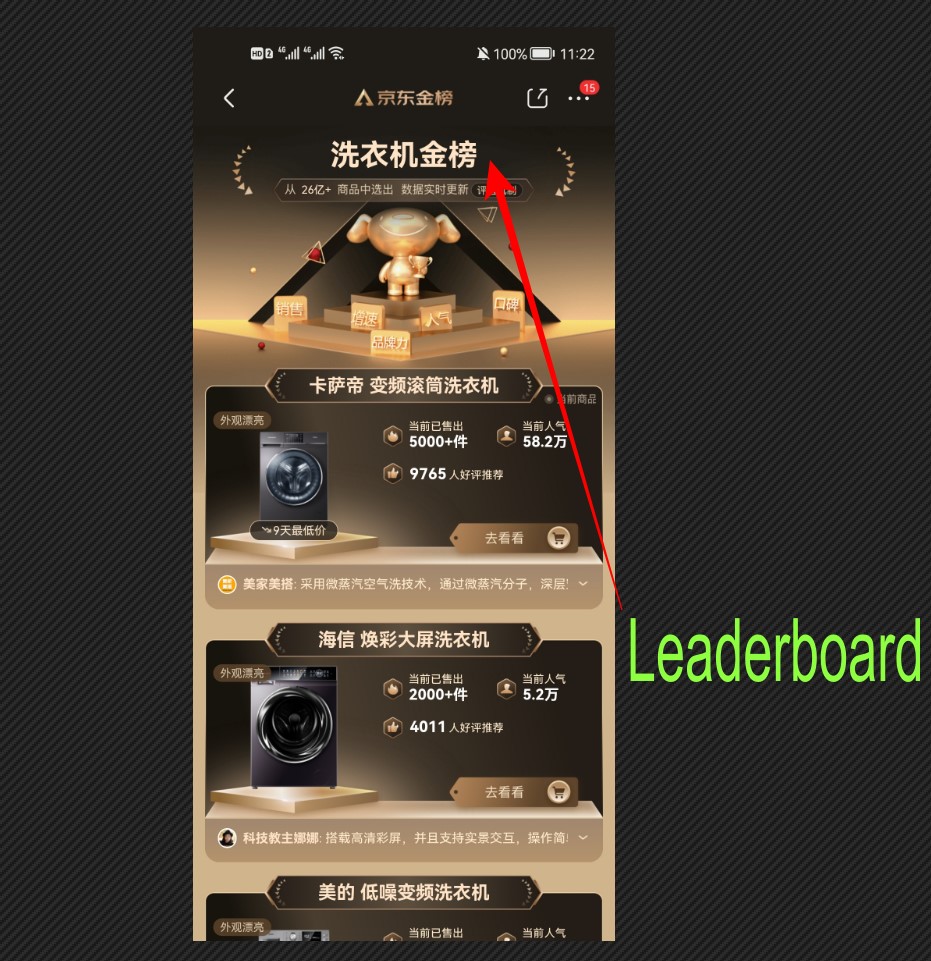 HD 2 4G 4G 100% 11:22
京东金榜
15
洗衣机金榜
从 26亿+ 商品中选出 数据实时更新
销售
增速
人气
口碑
品牌力
卡萨帝 变频滚筒洗衣机
当前商品
外观漂亮
当前已售出
5000+件
当前人气
58.2万
9765 人好评推荐
9天最低价
去看看
美家美搭: 采用微蒸汽空气洗技术，通过微蒸汽分子，深层
Leaderboard
海信 焕彩大屏洗衣机
外观漂亮
当前已售出
2000+件
当前人气
5.2万
4011 人好评推荐
去看看
科技教主娜娜: 搭载高清彩屏，并且支持实景交互，操作简
美的 低噪变频洗衣机
外观漂亮
当前已售出
当前人气